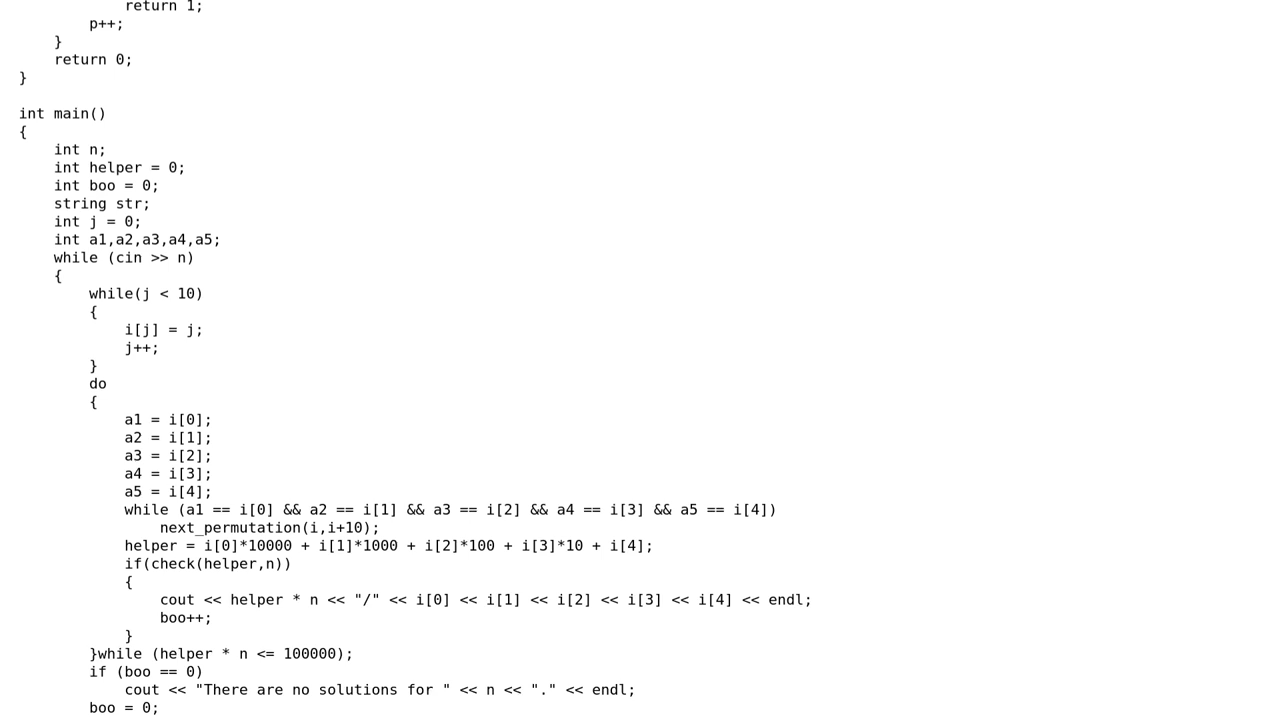 return 1;
        p++;
    }
    return 0;
}

int main()
{
    int n;
    int helper = 0;
    int boo = 0;
    string str;
    int j = 0;
    int a1,a2,a3,a4,a5;
    while (cin >> n)
    {
        while(j < 10)
        {
            i[j] = j;
            j++;
        }
        do
        {
            a1 = i[0];
            a2 = i[1];
            a3 = i[2];
            a4 = i[3];
            a5 = i[4];
            while (a1 == i[0] && a2 == i[1] && a3 == i[2] && a4 == i[3] && a5 == i[4])
                next_permutation(i,i+10);
            helper = i[0]*10000 + i[1]*1000 + i[2]*100 + i[3]*10 + i[4];
            if(check(helper,n))
            {
                cout << helper * n << "/" << i[0] << i[1] << i[2] << i[3] << i[4] << endl;
                boo++;
            }
        }while (helper * n <= 100000);
        if (boo == 0)
            cout << "There are no solutions for " << n << "." << endl;
        boo = 0;